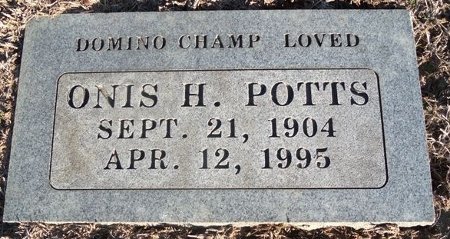 DOMINO CHAMP LOVED
ONIS H. POTTS
SEPT. 21, 1904
APR. 12, 1995